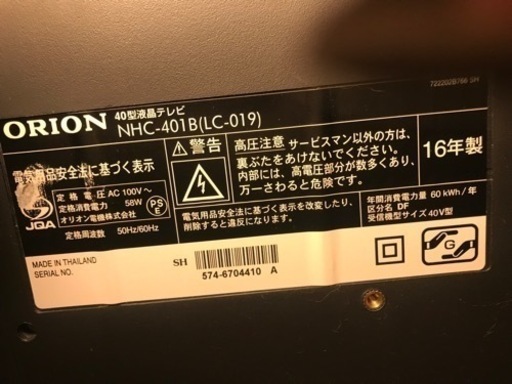 722202B766 SH
ORION
40型液晶テレビ
NHC-401B(LC-019)
電気用品安全法に基づく表示
定格電圧 AC 100V～
定格消費電力 58W
オリオン電機株式会社
定格周波数 50Hz/60Hz
JQA
PS
E
警告
高圧注意 サービスマン以外の方は、
裏ぶたをあけないでください。
内部には、高電圧部分が数多くあり、
万一さわると危険です。
電気用品安全法に基づく表示を改変したり、
削除すると違反になります。
16年製
年間消費電力量 60 kWh/年
区分名 DF
受信機型サイズ 40V型
G
MADE IN THAILAND
SERIAL NO.
SH
574-6704410 A